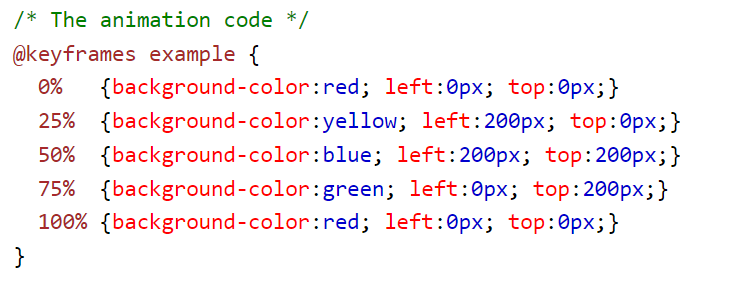 /* The animation code */
@keyframes example {
  0%   {background-color:red; left:0px; top:0px;}
  25%  {background-color:yellow; left:200px; top:0px;}
  50%  {background-color:blue; left:200px; top:200px;}
  75%  {background-color:green; left:0px; top:200px;}
  100% {background-color:red; left:0px; top:0px;}
}